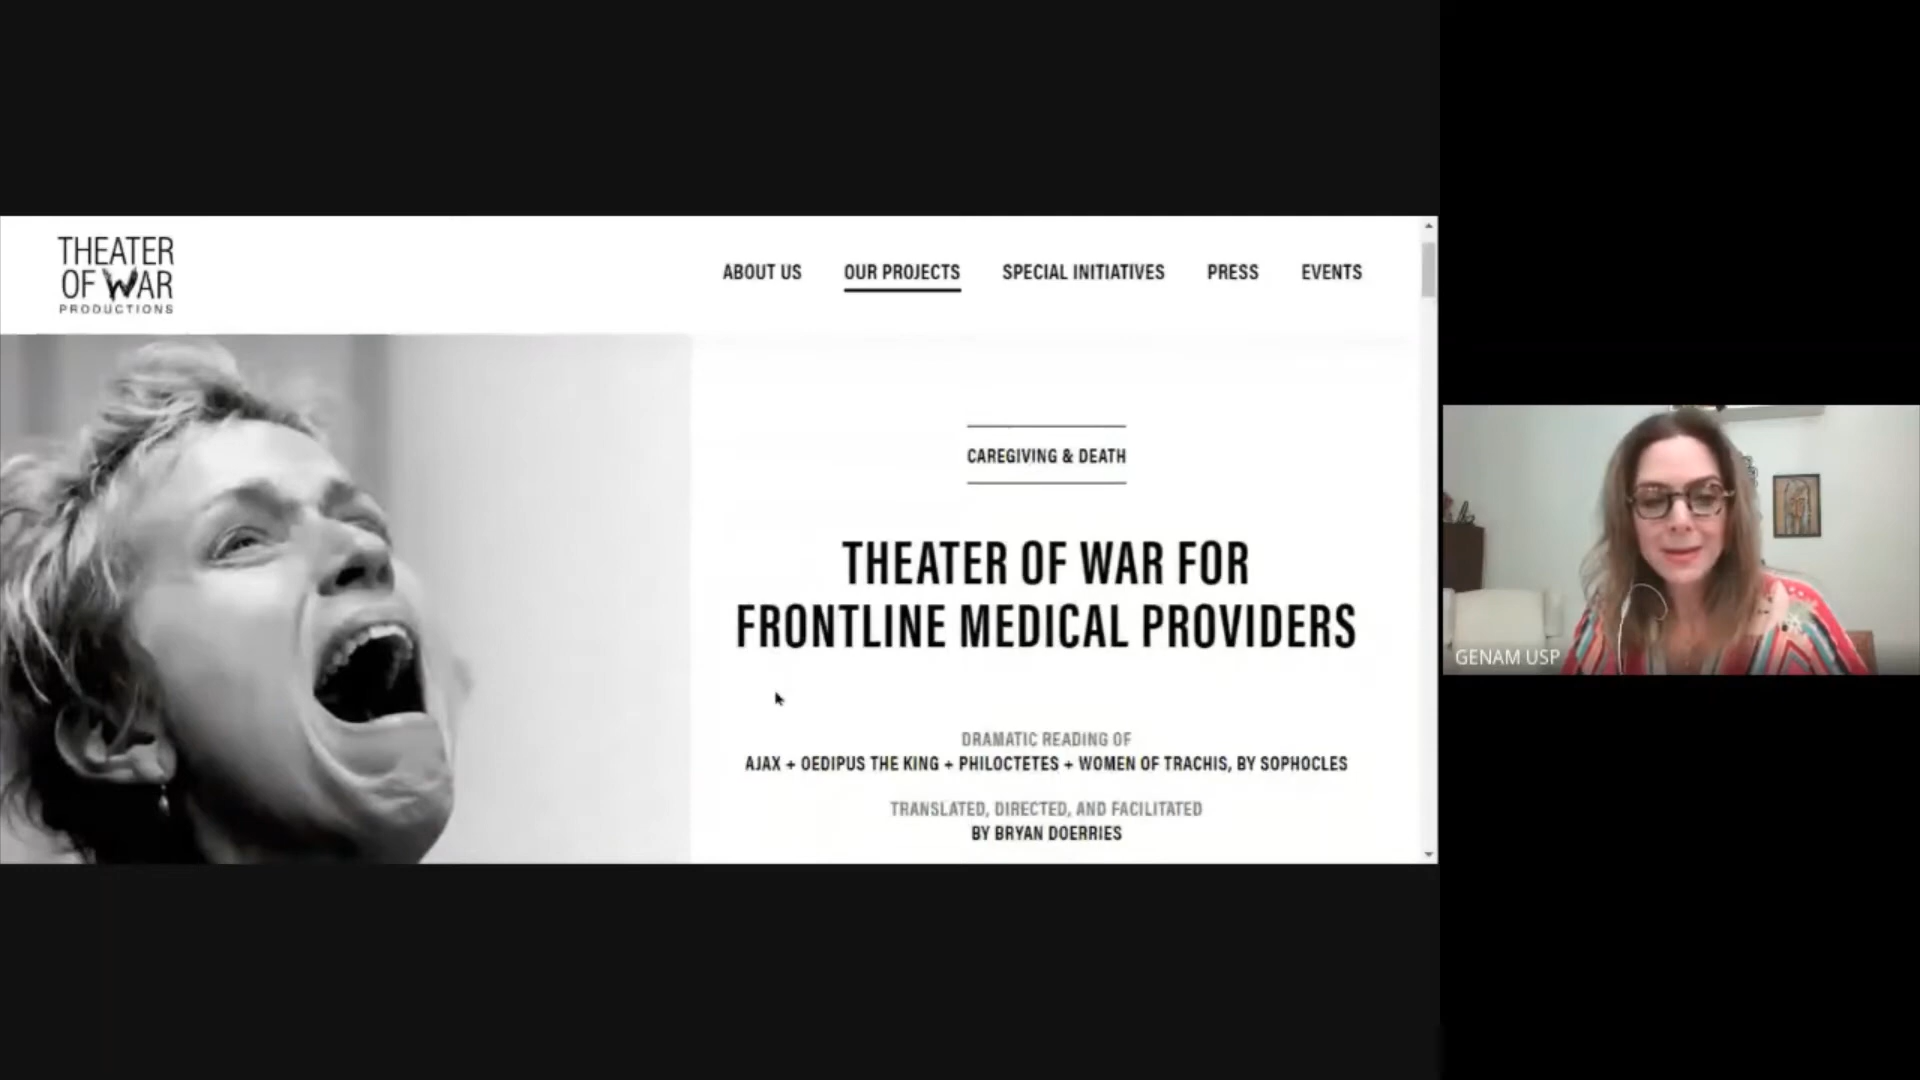 THEATER
OF WAR
PRODUCTIONS
ABOUT US
OUR PROJECTS
SPECIAL INITIATIVES
PRESS
EVENTS
CAREGIVING & DEATH
THEATER OF WAR FOR
FRONTLINE MEDICAL PROVIDERS
DRAMATIC READING OF
AJAX + OEDIPUS THE KING + PHILOCTETES + WOMEN OF TRACHIS, BY SOPHOCLES
TRANSLATED, DIRECTED, AND FACILITATED
BY BRYAN DOERRIES
GENAM USP